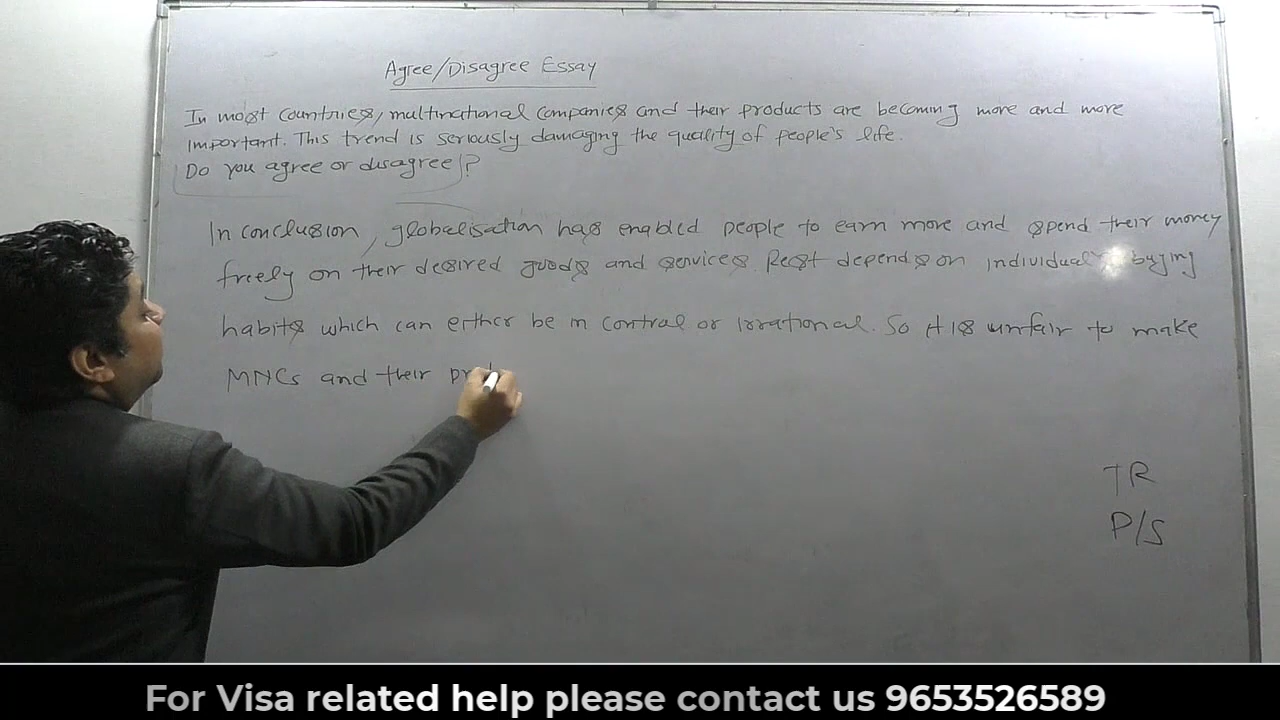 Agree/Disagree Essay
In most countries, multinational companies and their products are becoming more and more
important. This trend is seriously damaging the quality of people's life.
Do you agree or disagree?
In conclusion, globalisation has enabled people to earn more and spend their money
freely on their desired goods and services. Rest depends on individual buying
habits which can either be in control or irrational. So it is unfair to make
MNCs and their pr
TR
P/S
For Visa related help please contact us 9653526589